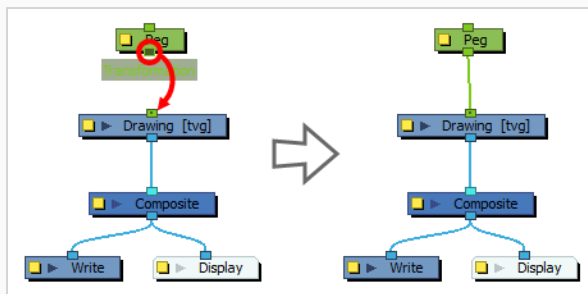 Peg
Transformation
Drawing [tvg]
Composite
Write
Display
Peg
Drawing [tvg]
Composite
Write
Display